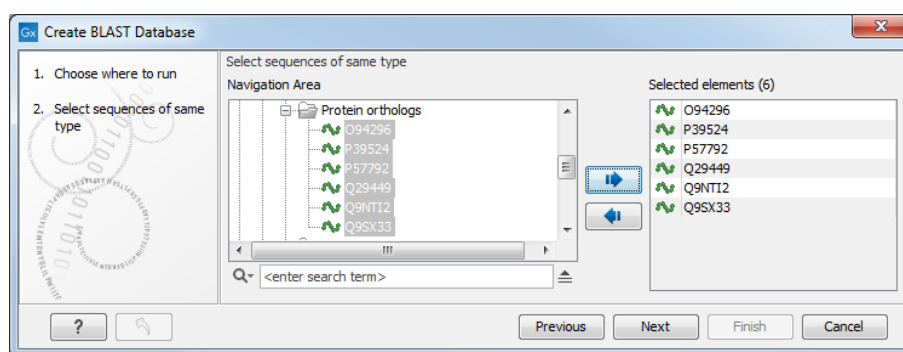 Gx Create BLAST Database
X
1. Choose where to run
2. Select sequences of same
type
Select sequences of same type
Navigation Area
Protein orthologs
O94296
P39524
P57792
Q29449
Q9NTI2
Q9SX33
<enter search term>
Selected elements (6)
O94296
P39524
P57792
Q29449
Q9NTI2
Q9SX33
?
Previous
Next
Finish
Cancel